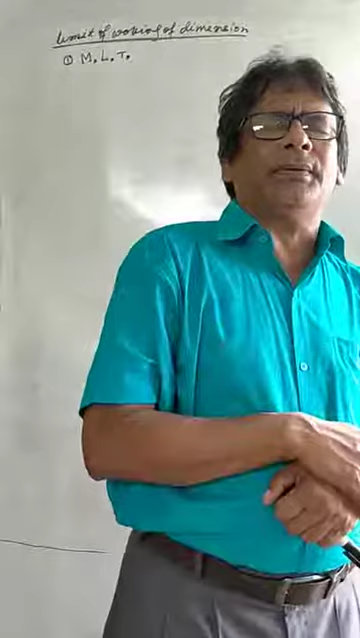 Limit of working of dimension
① M.L.T.